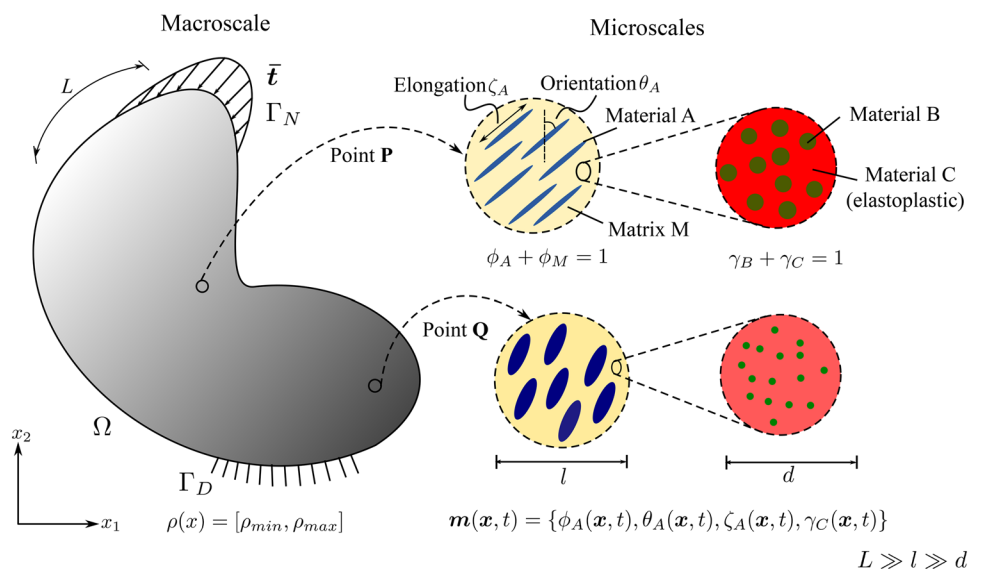 Macroscale
Microscales
L
t̄
Γ_N
Elongation ζ_A
Orientation θ_A
Material A
Material B
Point P
Material C
(elastoplastic)
Matrix M
ϕ_A + ϕ_M = 1
γ_B + γ_C = 1
Point Q
Ω
x_2
Γ_D
l
d
x_1
ρ(x) = [ρ_min, ρ_max]
m(x, t) = {ϕ_A(x, t), θ_A(x, t), ζ_A(x, t), γ_C(x, t)}
L ≫ l ≫ d